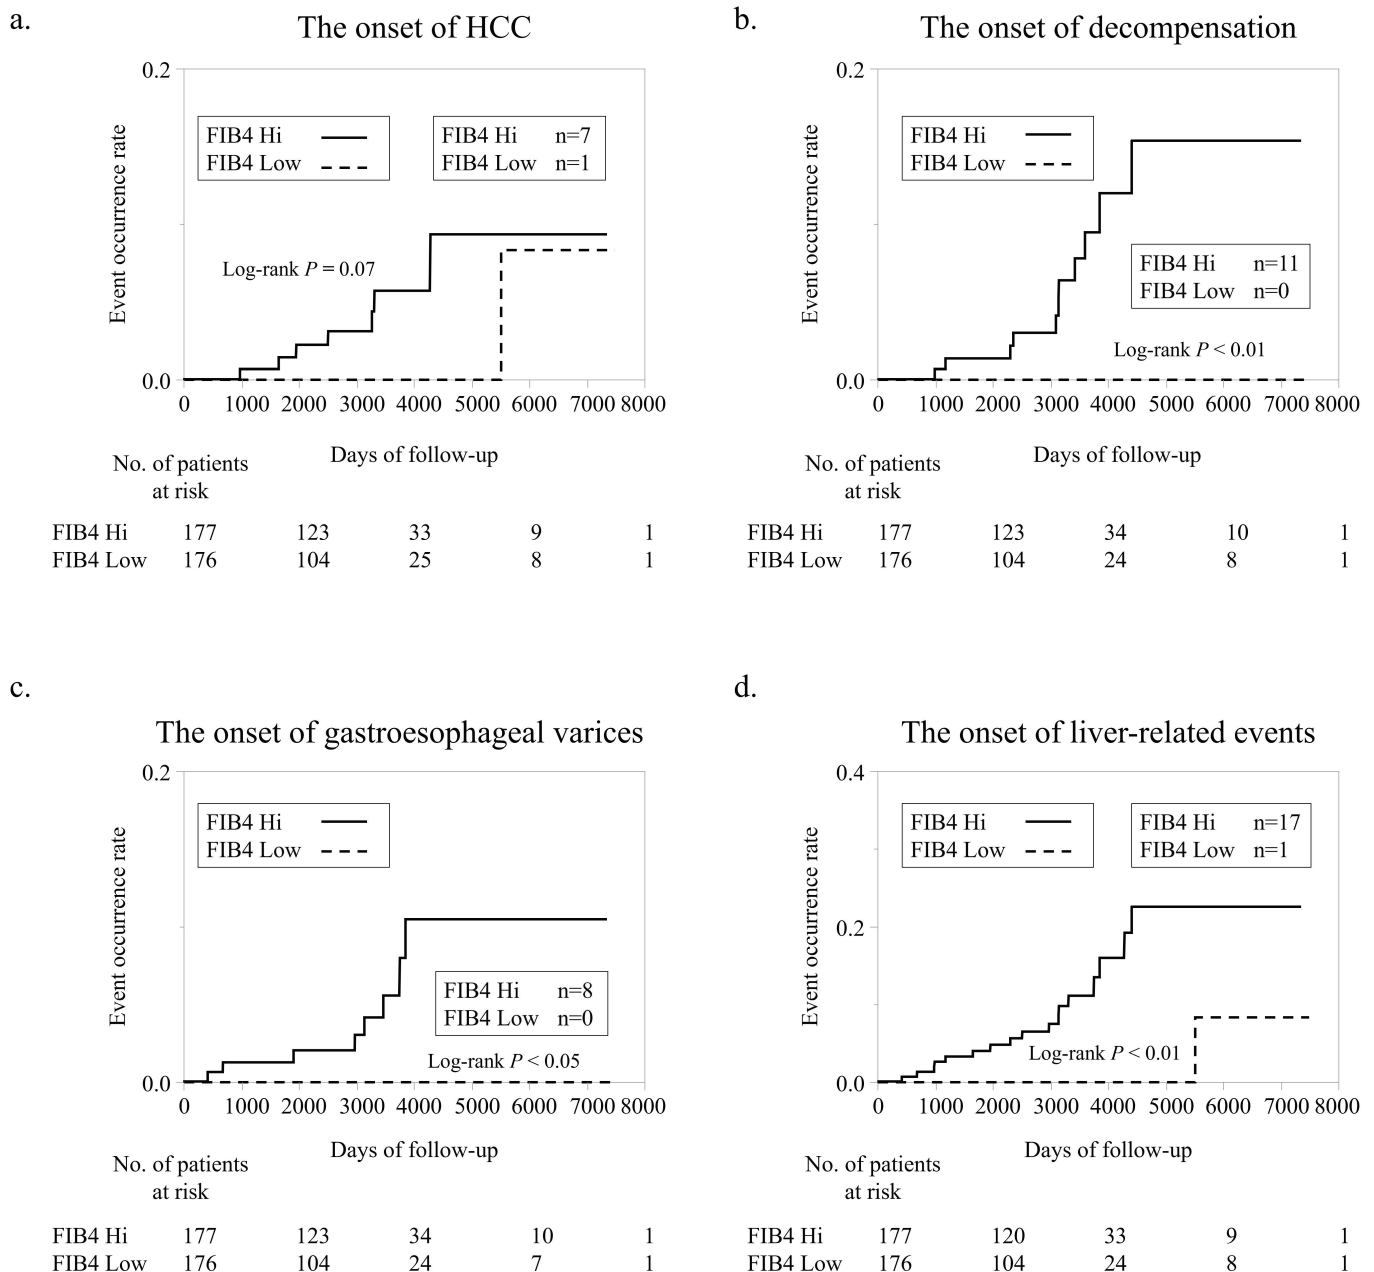 a.
The onset of HCC
0.2
FIB4 Hi
FIB4 Low
FIB4 Hi n=7
FIB4 Low n=1
Event occurrence rate
Log-rank P = 0.07
0.0
0 1000 2000 3000 4000 5000 6000 7000 8000
Days of follow-up
No. of patients
at risk
FIB4 Hi 177 123 33 9 1
FIB4 Low 176 104 25 8 1
b.
The onset of decompensation
0.2
FIB4 Hi
FIB4 Low
Event occurrence rate
FIB4 Hi n=11
FIB4 Low n=0
Log-rank P < 0.01
0.0
0 1000 2000 3000 4000 5000 6000 7000 8000
Days of follow-up
No. of patients
at risk
FIB4 Hi 177 123 34 10 1
FIB4 Low 176 104 24 8 1
c.
The onset of gastroesophageal varices
0.2
FIB4 Hi
FIB4 Low
Event occurrence rate
FIB4 Hi n=8
FIB4 Low n=0
Log-rank P < 0.05
0.0
0 1000 2000 3000 4000 5000 6000 7000 8000
Days of follow-up
No. of patients
at risk
FIB4 Hi 177 123 34 10 1
FIB4 Low 176 104 24 7 1
d.
The onset of liver-related events
0.4
FIB4 Hi
FIB4 Low
FIB4 Hi n=17
FIB4 Low n=1
Event occurrence rate
0.2
Log-rank P < 0.01
0.0
0 1000 2000 3000 4000 5000 6000 7000 8000
Days of follow-up
No. of patients
at risk
FIB4 Hi 177 120 33 9 1
FIB4 Low 176 104 24 8 1